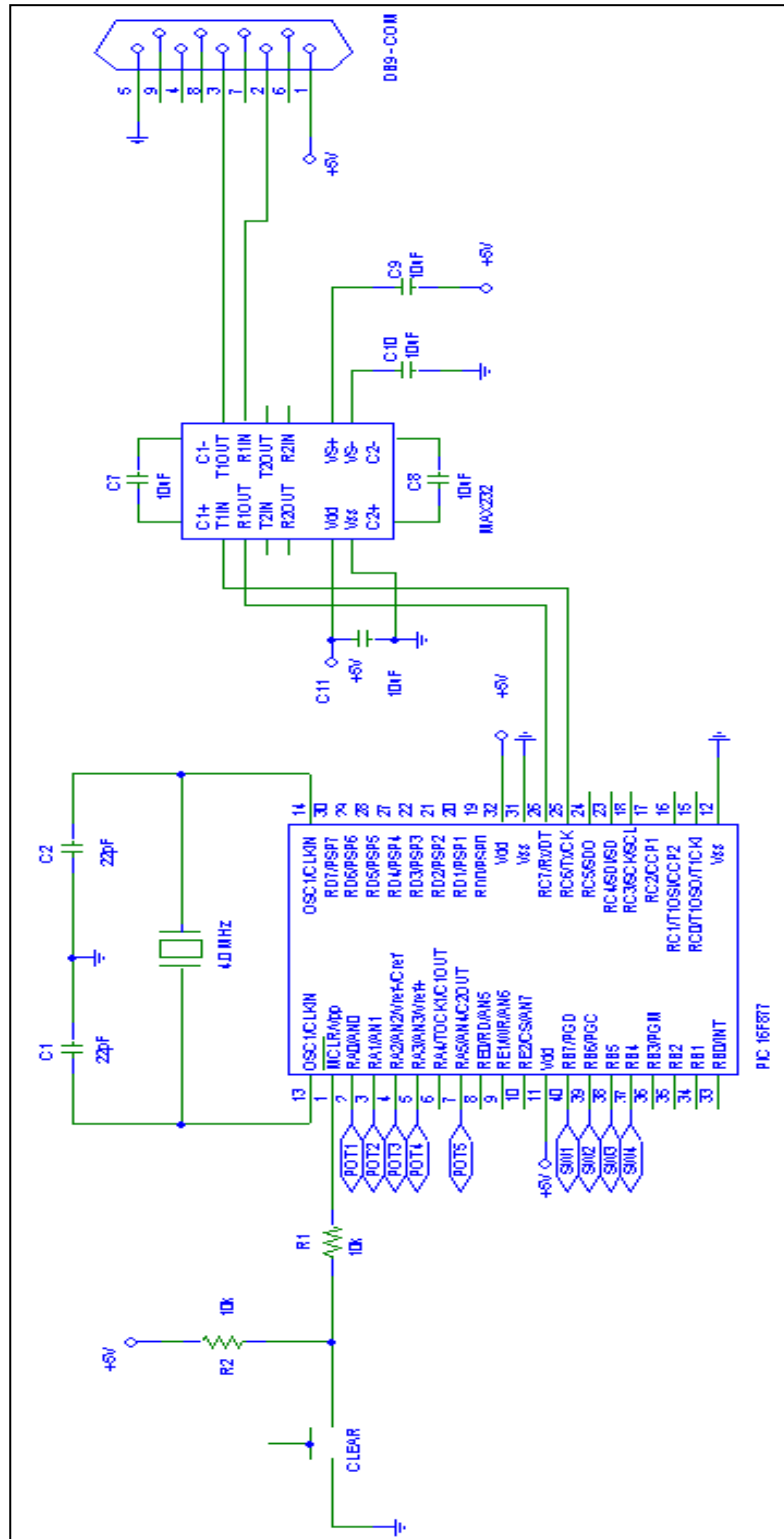 C1
22pF
C2
22pF
4.0 MHz
+5V
10k
R2
R1
10k
CLEAR
13
OSC1/CLKIN
1
MCLR/Vpp
2
RA0/AN0
3
RA1/AN1
4
RA2/AN2/Vref-/Cref
5
RA3/AN3/Vref+
6
RA4/TOCK1/C1OUT
7
RA5/AN4/C2OUT
8
RE0/RD/AN5
9
RE1/WR/AN6
10
RE2/CS/AN7
11
Vdd
40
RB7/PGD
39
RB6/PGC
38
RB5
37
RB4
36
RB3/PGM
35
RB2
34
RB1
33
RB0/INT
POT1
POT2
POT3
POT4
POT5
+5V
SW1
SW2
SW3
SW4
OSC1/CLKIN
14
RD7/PSP7
30
RD6/PSP6
29
RD5/PSP5
28
RD4/PSP4
27
RD3/PSP3
22
RD2/PSP2
21
RD1/PSP1
20
RD0/PSP0
19
Vdd
32
Vss
31
RC7/RX/DT
26
RC6/TX/CK
25
RC5/SDO
24
RC4/SDI/SD
23
RC3/SCK/SCL
18
RC2/CCP1
17
RC1/T1OSI/CCP2
16
RC0/T1OSO/T1CKI
15
Vss
12
PIC 16F877
+5V
C11
+5V
10uF
C7
10uF
C1+
C1-
T1IN
T1OUT
R1OUT
R1IN
T2IN
T2OUT
R2OUT
R2IN
Vdd
VS+
Vss
VS-
C2+
C2-
C8
10uF
MAX232
C10
10uF
C9
10uF
+5V
5
9
4
8
3
7
2
6
1
+5V
DB9-COM